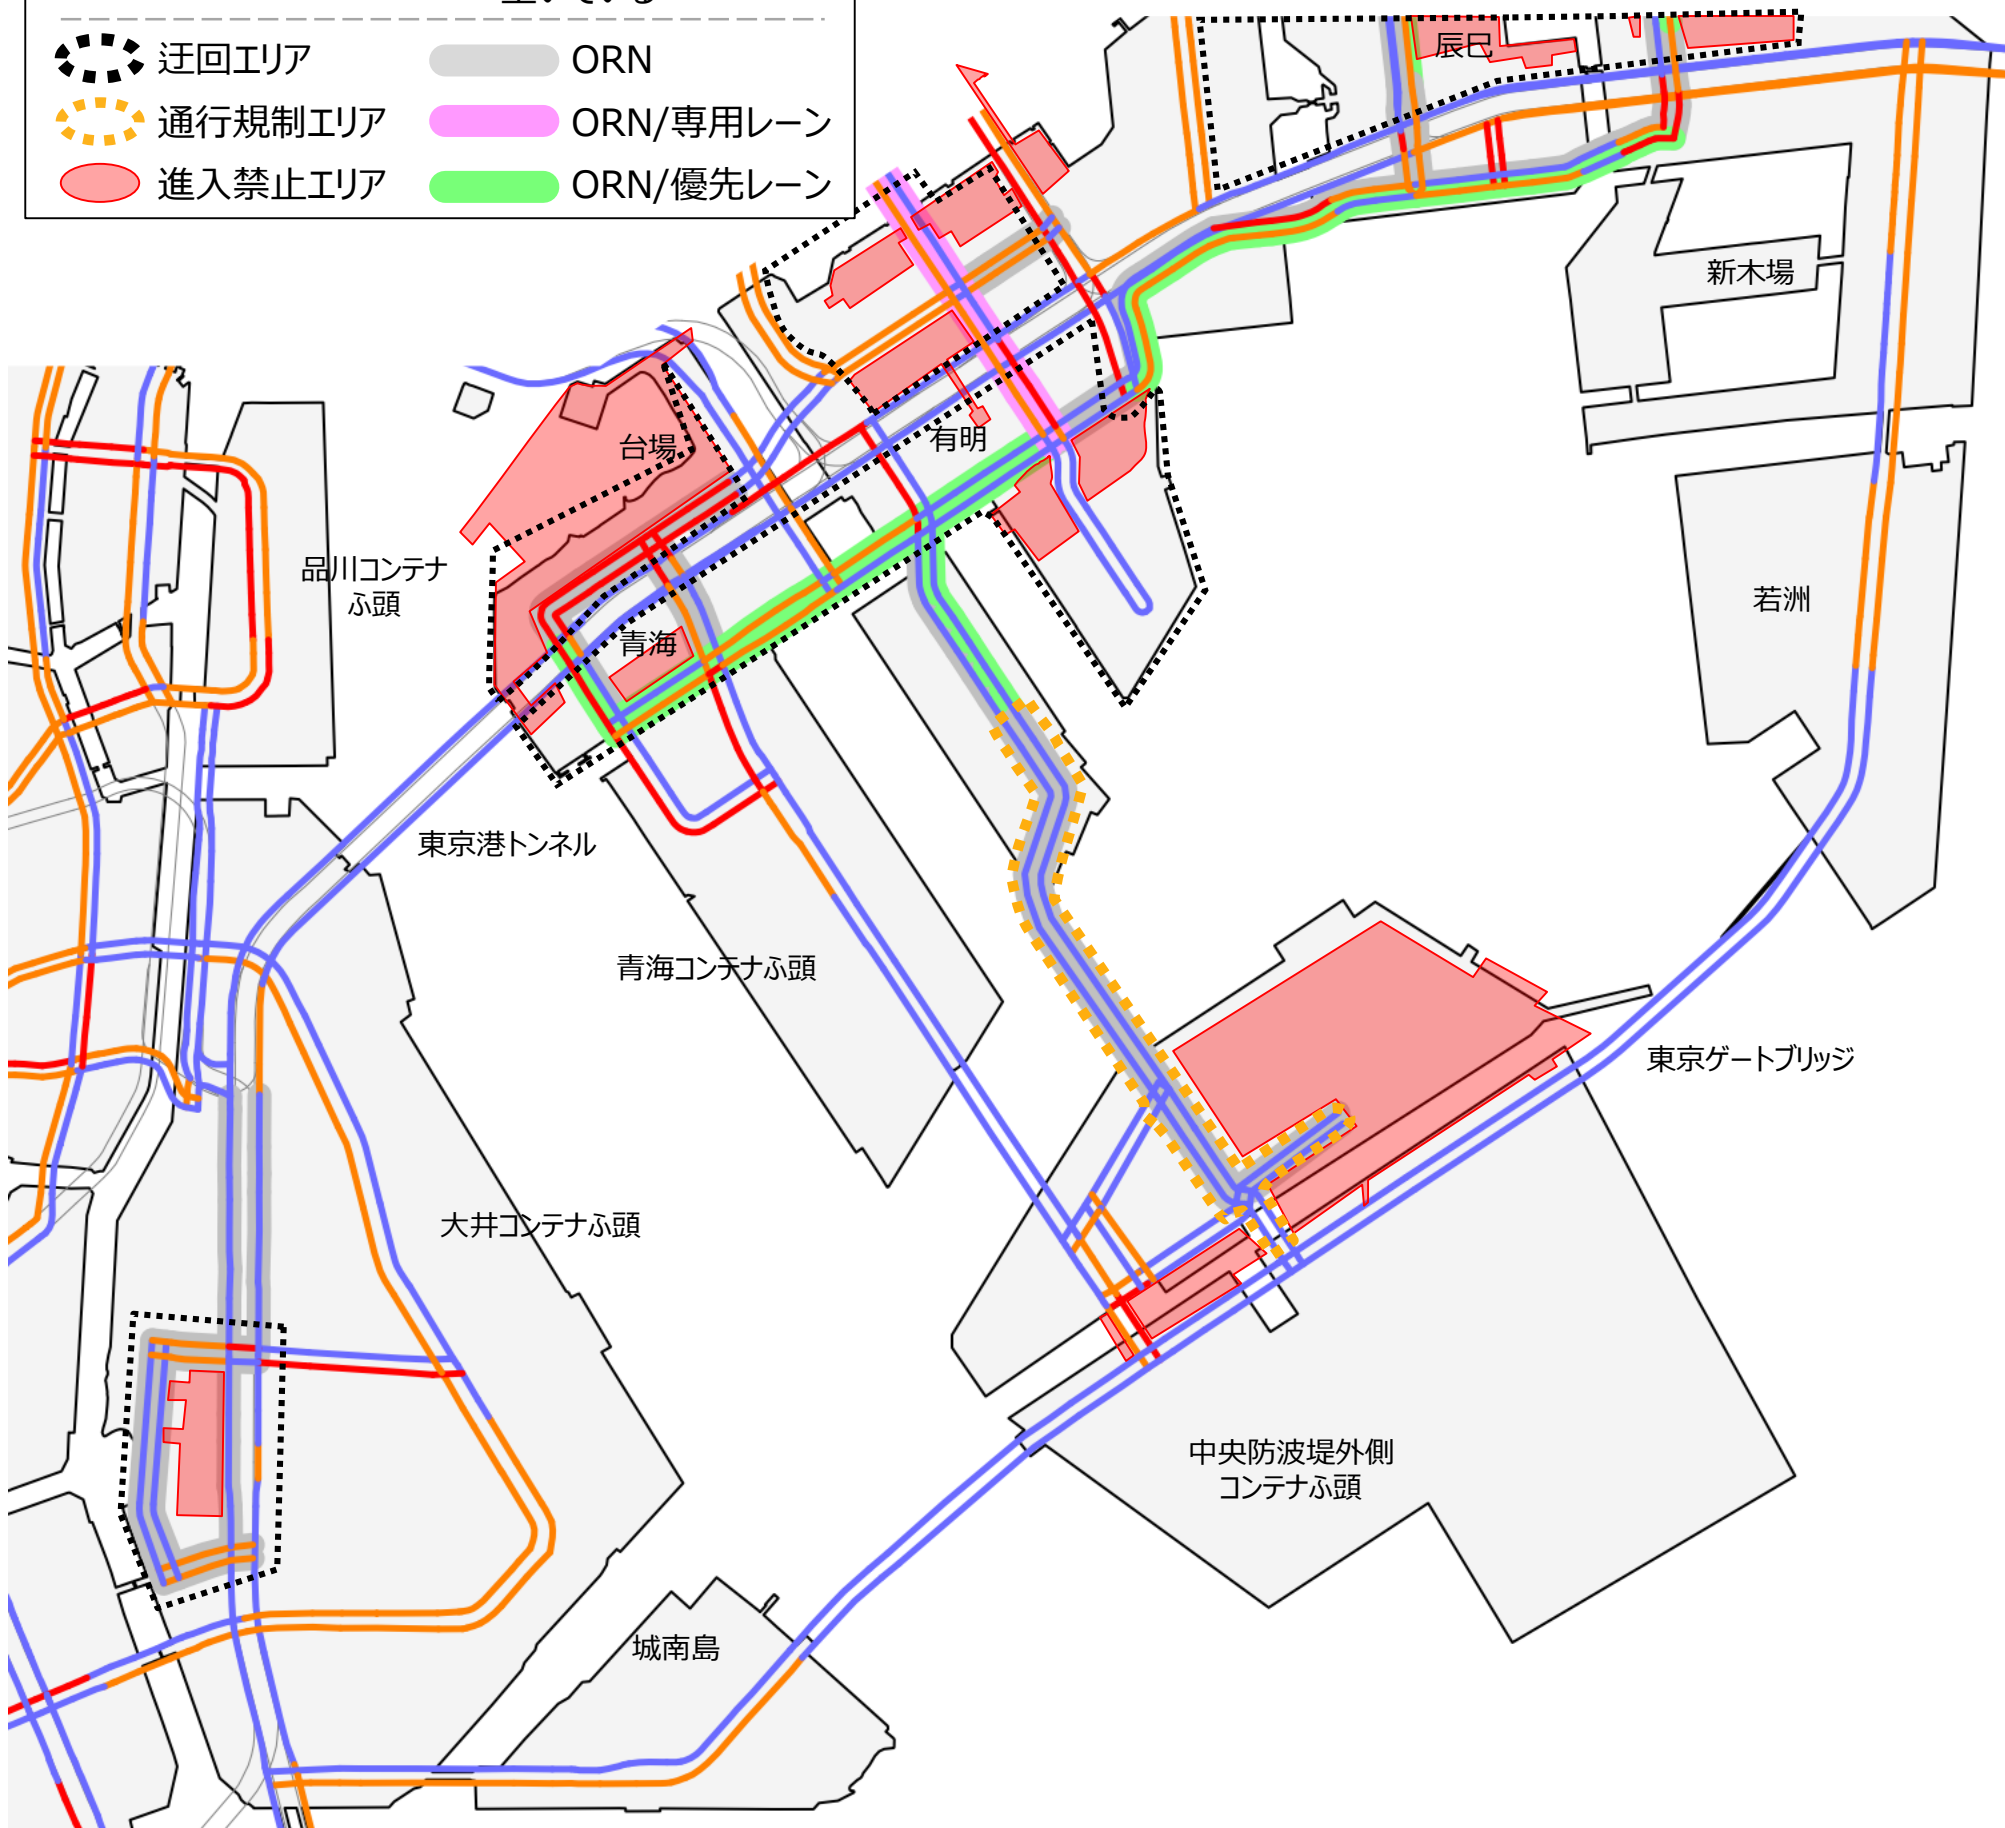 空いている
迂回エリア
ORN
通行規制エリア
ORN/専用レーン
進入禁止エリア
ORN/優先レーン
辰巳
新木場
台場
有明
品川コンテナ
ふ頭
青海
若洲
東京港トンネル
青海コンテナふ頭
東京ゲートブリッジ
大井コンテナふ頭
中央防波堤外側
コンテナふ頭
城南島